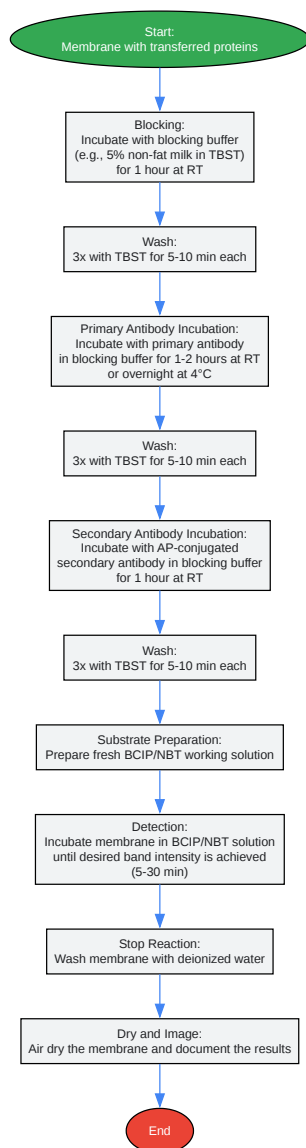 Start:
Membrane with transferred proteins
Blocking:
Incubate with blocking buffer
(e.g., 5% non-fat milk in TBST)
for 1 hour at RT
Wash:
3x with TBST for 5-10 min each
Primary Antibody Incubation:
Incubate with primary antibody
in blocking buffer for 1-2 hours at RT
or overnight at 4°C
Wash:
3x with TBST for 5-10 min each
Secondary Antibody Incubation:
Incubate with AP-conjugated
secondary antibody in blocking buffer
for 1 hour at RT
Wash:
3x with TBST for 5-10 min each
Substrate Preparation:
Prepare fresh BCIP/NBT working solution
Detection:
Incubate membrane in BCIP/NBT solution
until desired band intensity is achieved
(5-30 min)
Stop Reaction:
Wash membrane with deionized water
Dry and Image:
Air dry the membrane and document the results
End